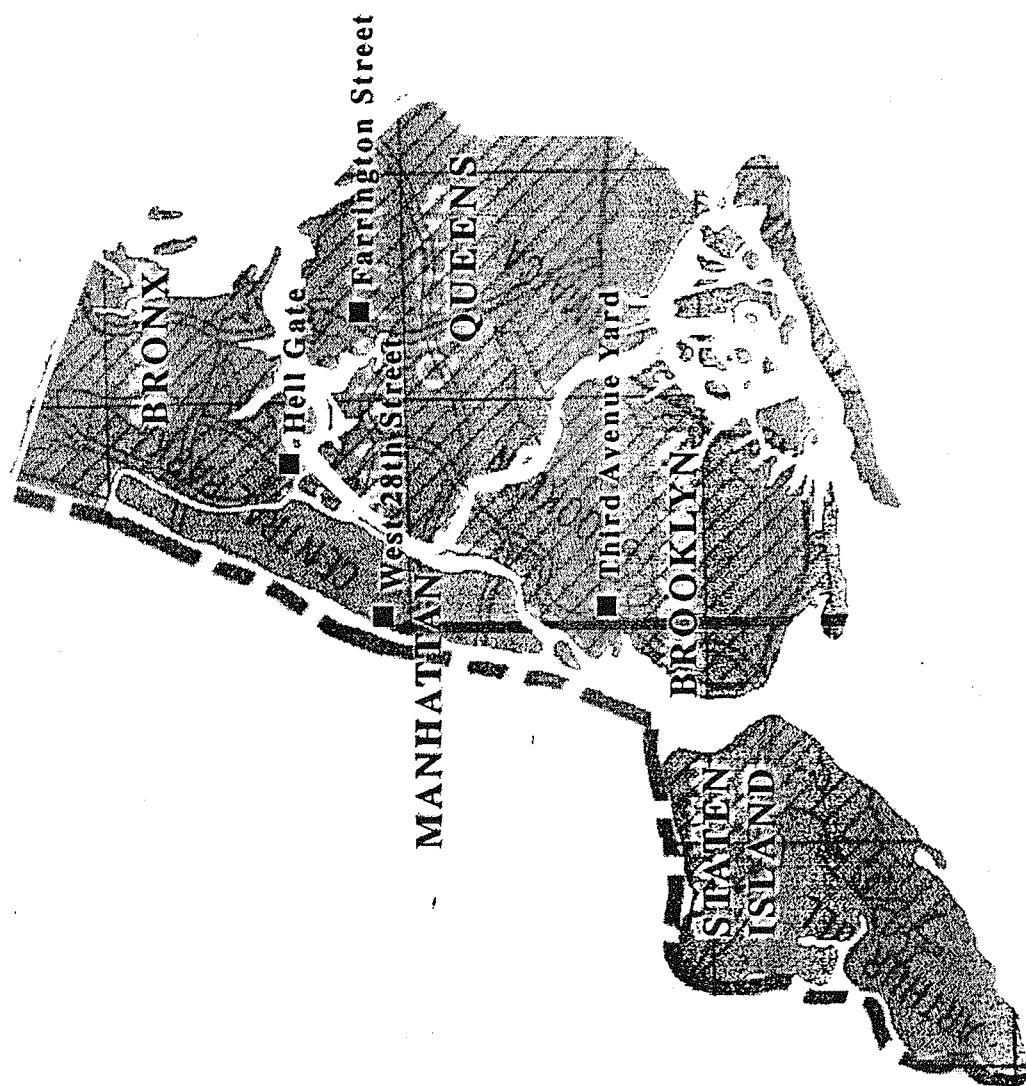 BRONX
Hell Gate
Farrington Street
West 28th Street
QUEENS
MANHATTAN
Third Avenue Yard
BROOKLYN
STATEN
ISLAND